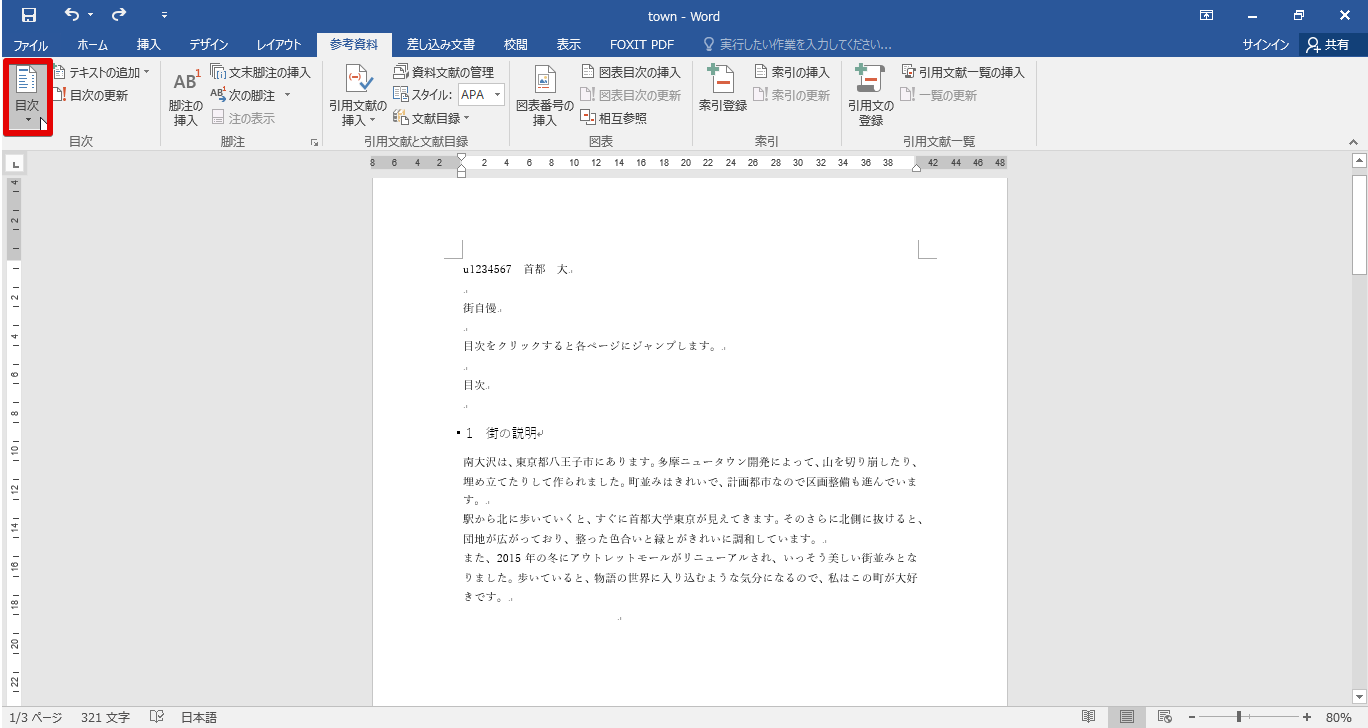 town - Word
ファイル ホーム 挿入 デザイン レイアウト 参考資料 差し込み文書 校閲 表示 FOXIT PDF 実行したい作業を入力してください... サインイン 共有
目次
テキストの追加
目次の更新
目次
AB1
脚注の
挿入
文末脚注の挿入
次の脚注
注の表示
脚注
引用文献の
挿入
資料文献の管理
スタイル: APA
文献目録
引用文献と文献目録
図表番号の
挿入
図表目次の挿入
図表目次の更新
相互参照
図表
索引登録
索引の挿入
索引の更新
索引
引用文の
登録
引用文献一覧の挿入
一覧の更新
引用文献一覧
8 6 4 2 2 4 6 8 10 12 14 16 18 20 22 24 26 28 30 32 34 36 38 42 44 46 48
4
2
2
4
6
8
10
12
14
16
18
20
22
u1234567 首都 大
街自慢
目次をクリックすると各ページにジャンプします。
目次
1 街の説明
南大沢は、東京都八王子市にあります。多摩ニュータウン開発によって、山を切り崩したり、
埋め立てたりして作られました。町並みはきれいで、計画都市なので区画整備も進んでいま
す。
駅から北に歩いていくと、すぐに首都大学東京が見えてきます。そのさらに北側に抜けると、
団地が広がっており、整った色合いと緑とがきれいに調和しています。
また、2015 年の冬にアウトレットモールがリニューアルされ、いっそう美しい街並みとな
りました。歩いていると、物語の世界に入り込むような気分になるので、私はこの町が大好
きです。
1/3 ページ 321 文字 日本語 80%